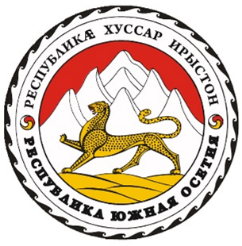 РЕСПУБЛИКӔ ХУССАР ИРЫСТОН
РЕСПУБЛИКА ЮЖНАЯ ОСЕТИЯ